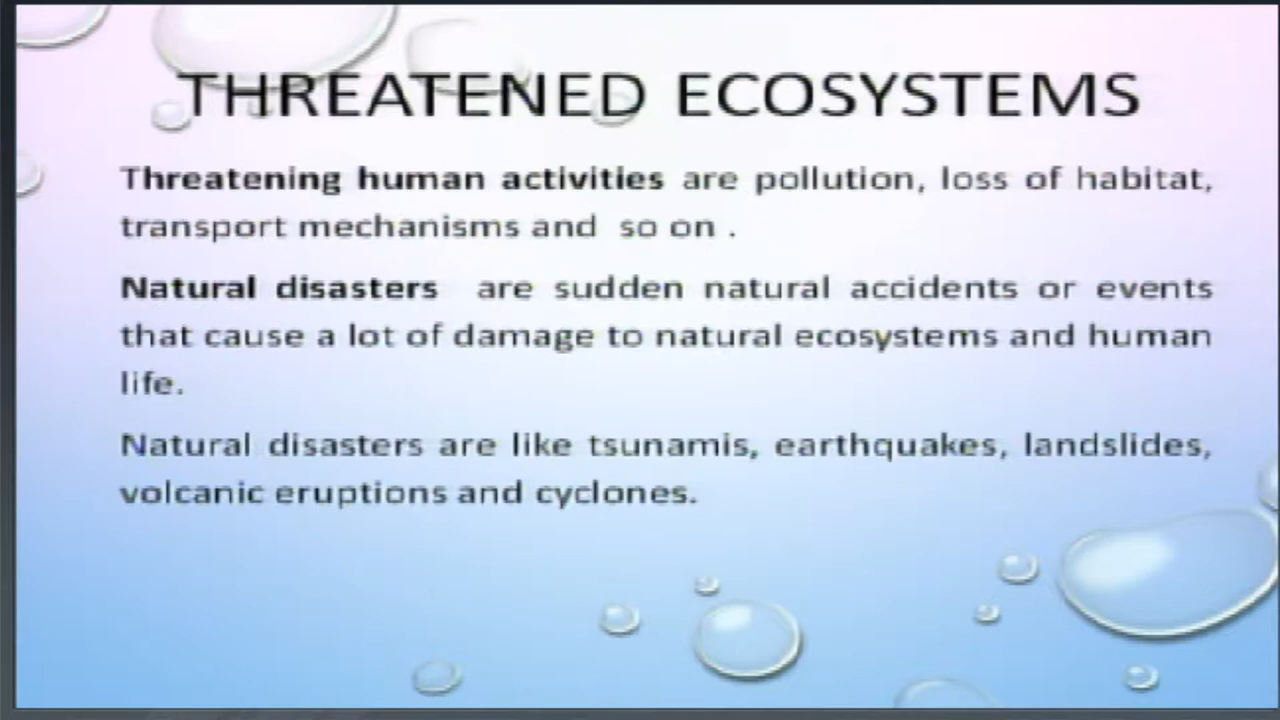 THREATENED ECOSYSTEMS
Threatening human activities are pollution, loss of habitat,
transport mechanisms and so on .
Natural disasters are sudden natural accidents or events
that cause a lot of damage to natural ecosystems and human
life.
Natural disasters are like tsunamis, earthquakes, landslides,
volcanic eruptions and cyclones.